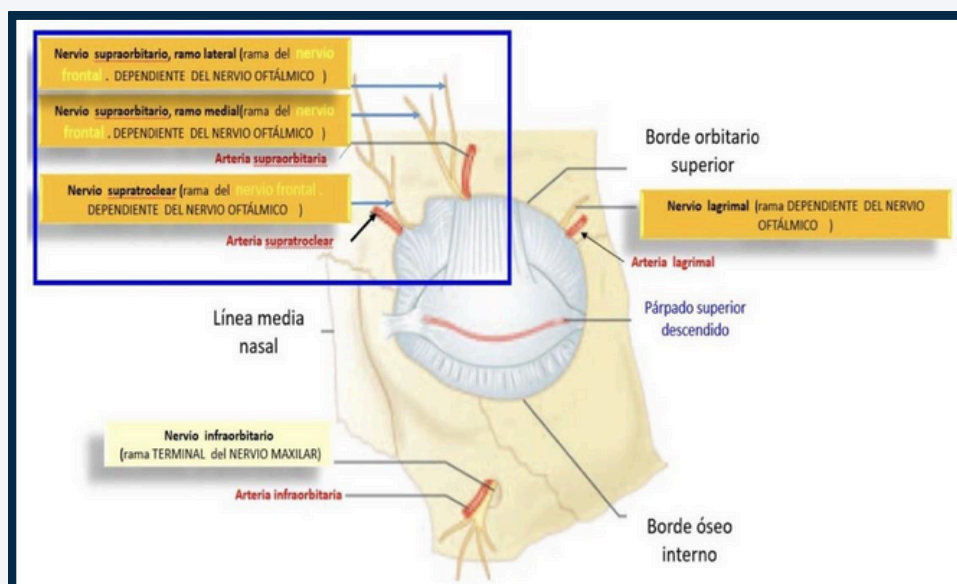 Nervio supraorbitario, ramo lateral (rama del nervio
frontal . DEPENDIENTE DEL NERVIO OFTÁLMICO )
Nervio supraorbitario, ramo medial(rama del nervio
frontal . DEPENDIENTE DEL NERVIO OFTÁLMICO )
Arteria supraorbitaria
Nervio supratroclear (rama del nervio frontal .
DEPENDIENTE DEL NERVIO OFTÁLMICO )
Arteria supratroclear
Borde orbitario
superior
Nervio lagrimal (rama DEPENDIENTE DEL NERVIO
OFTÁLMICO )
Arteria lagrimal
Línea media
nasal
Párpado superior
descendido
Nervio infraorbitario
(rama TERMINAL del NERVIO MAXILAR)
Arteria infraorbitaria
Borde óseo
interno